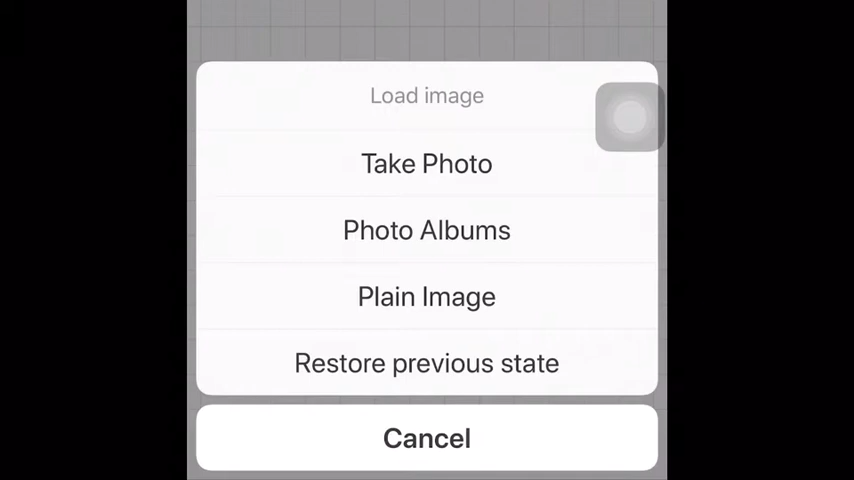 Load image
Take Photo
Photo Albums
Plain Image
Restore previous state
Cancel